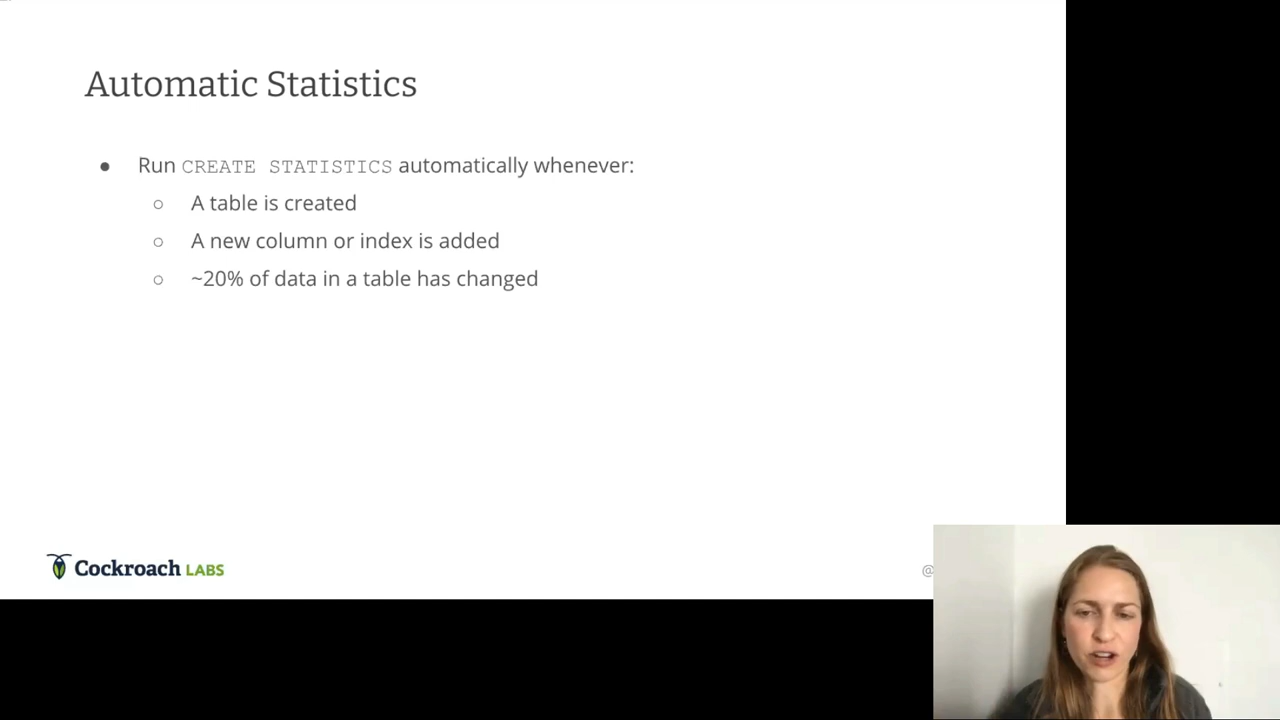 Automatic Statistics
● Run CREATE STATISTICS automatically whenever:
○ A table is created
○ A new column or index is added
○ ~20% of data in a table has changed
Cockroach LABS
@